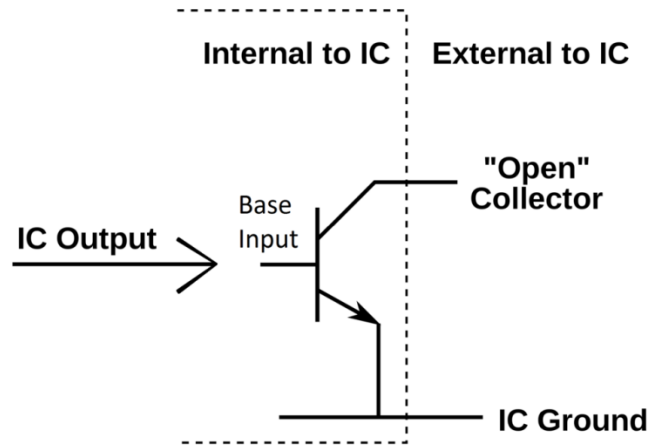 Internal to IC
External to IC
"Open"
Collector
Base
Input
IC Output
IC Ground